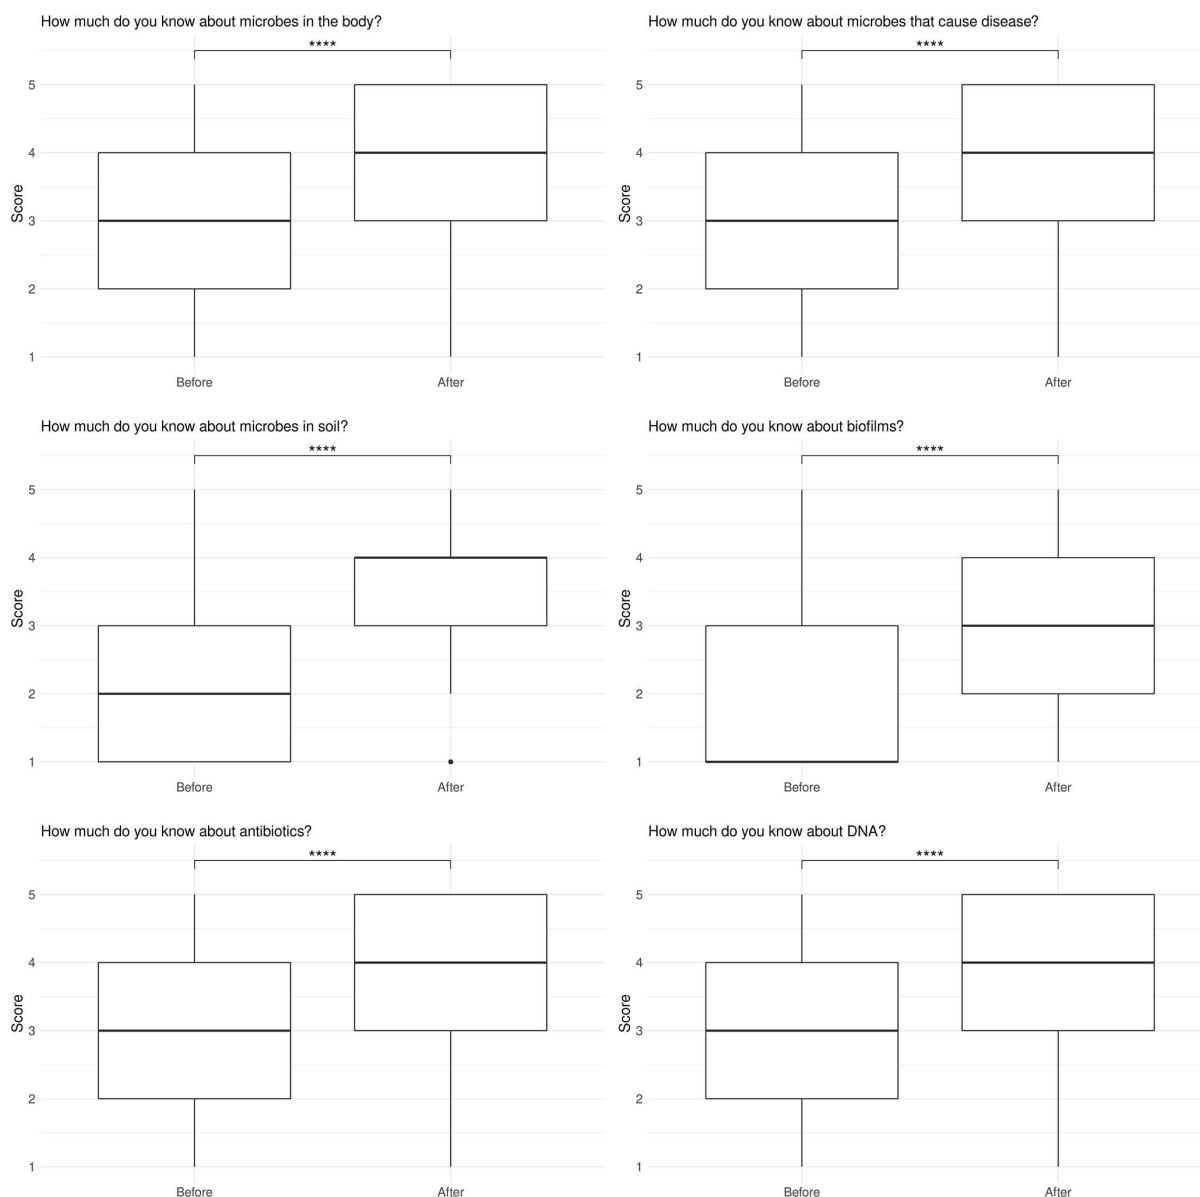 How much do you know about microbes in the body?
****
5
4
3
2
1
Score
Before After
How much do you know about microbes that cause disease?
****
5
4
3
2
1
Score
Before After
How much do you know about microbes in soil?
****
5
4
3
2
1
Score
Before After
How much do you know about biofilms?
****
5
4
3
2
1
Score
Before After
How much do you know about antibiotics?
****
5
4
3
2
1
Score
Before After
How much do you know about DNA?
****
5
4
3
2
1
Score
Before After